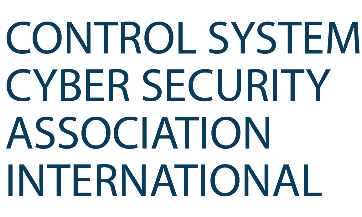 CONTROL SYSTEM
CYBER SECURITY
ASSOCIATION
INTERNATIONAL